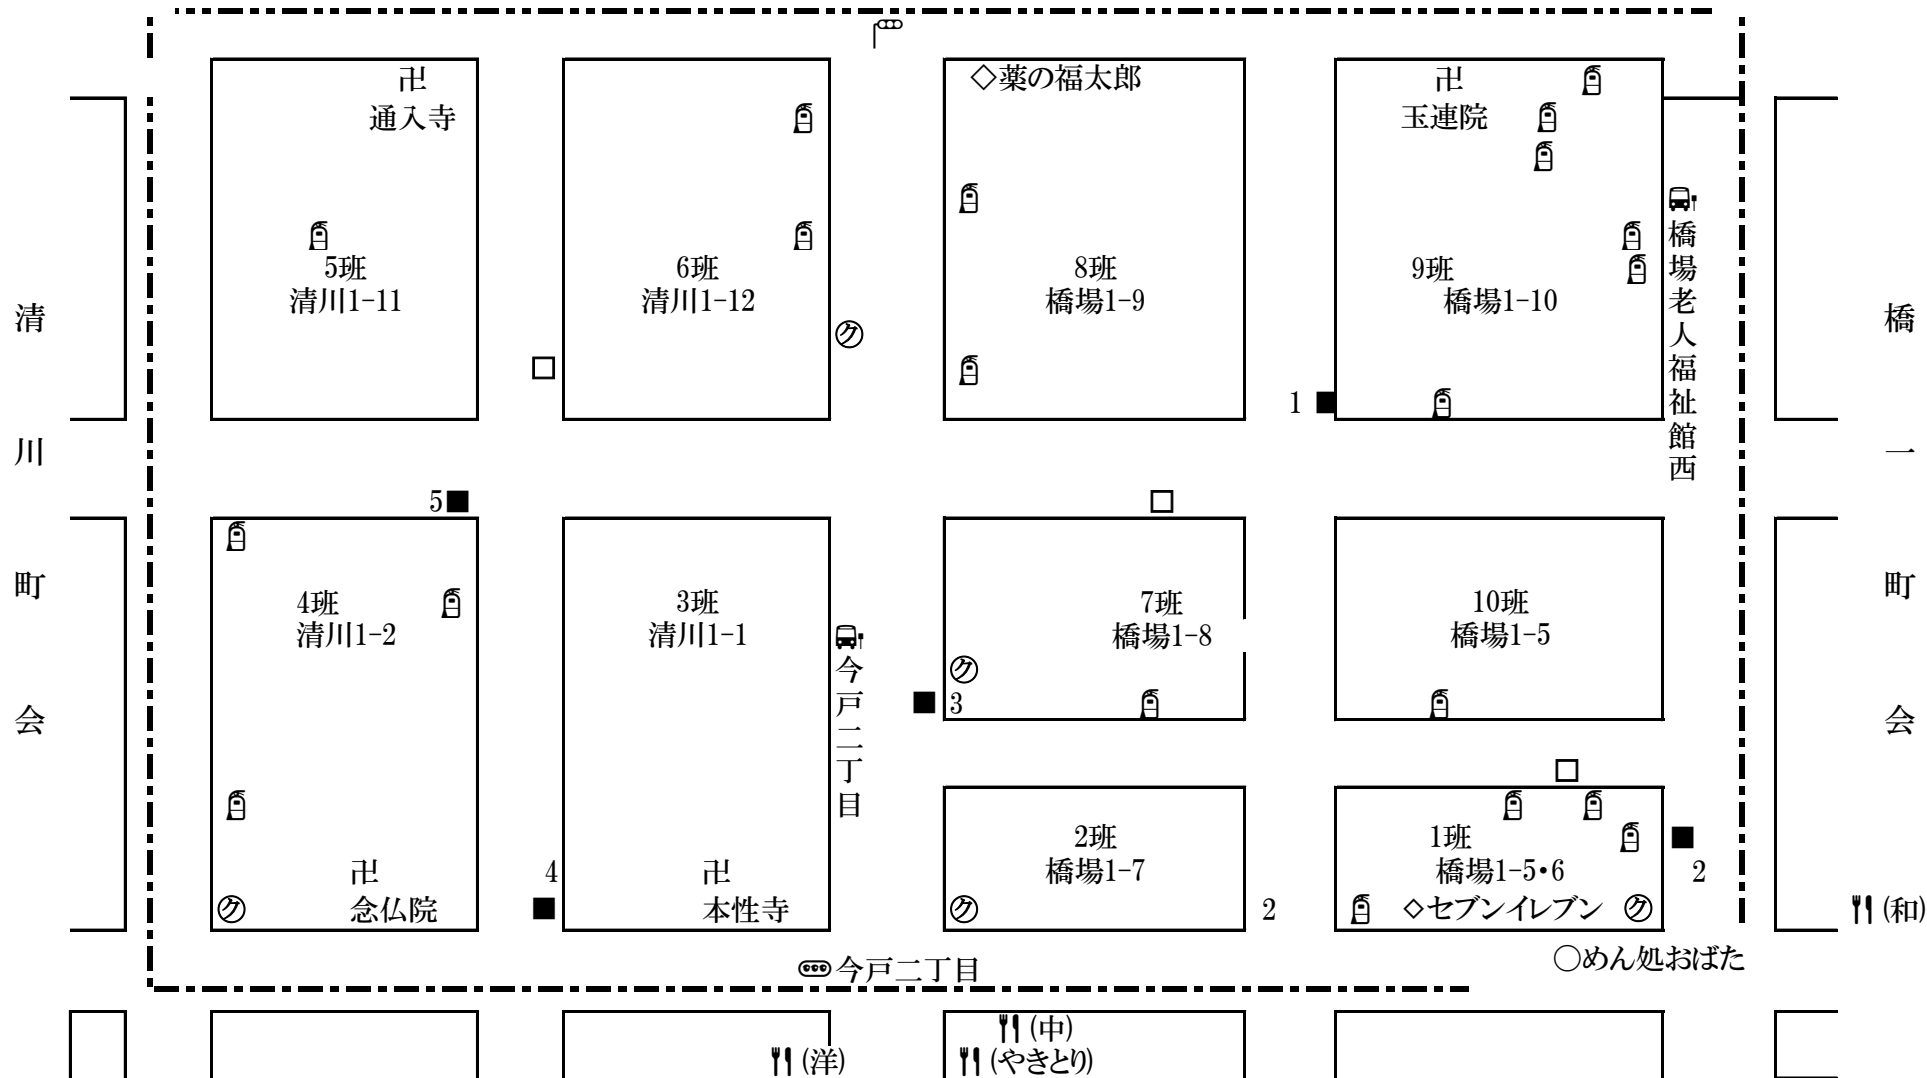 卍
通入寺
5班
清川1-11
6班
清川1-12
ク
◇薬の福太郎
8班
橋場1-9
卍
玉連院
9班
橋場1-10
橋場老人福祉館西
清川町会
橋一町会
1
5
4班
清川1-2
卍
念仏院
ク
3班
清川1-1
卍
本性寺
4
今戸二丁目
7班
橋場1-8
ク
3
10班
橋場1-5
2班
橋場1-7
ク
2
1班
橋場1-5•6
◇セブンイレブン
ク
2
(和)
○めん処おばた
今戸二丁目
(洋)
(中)
(やきとり)